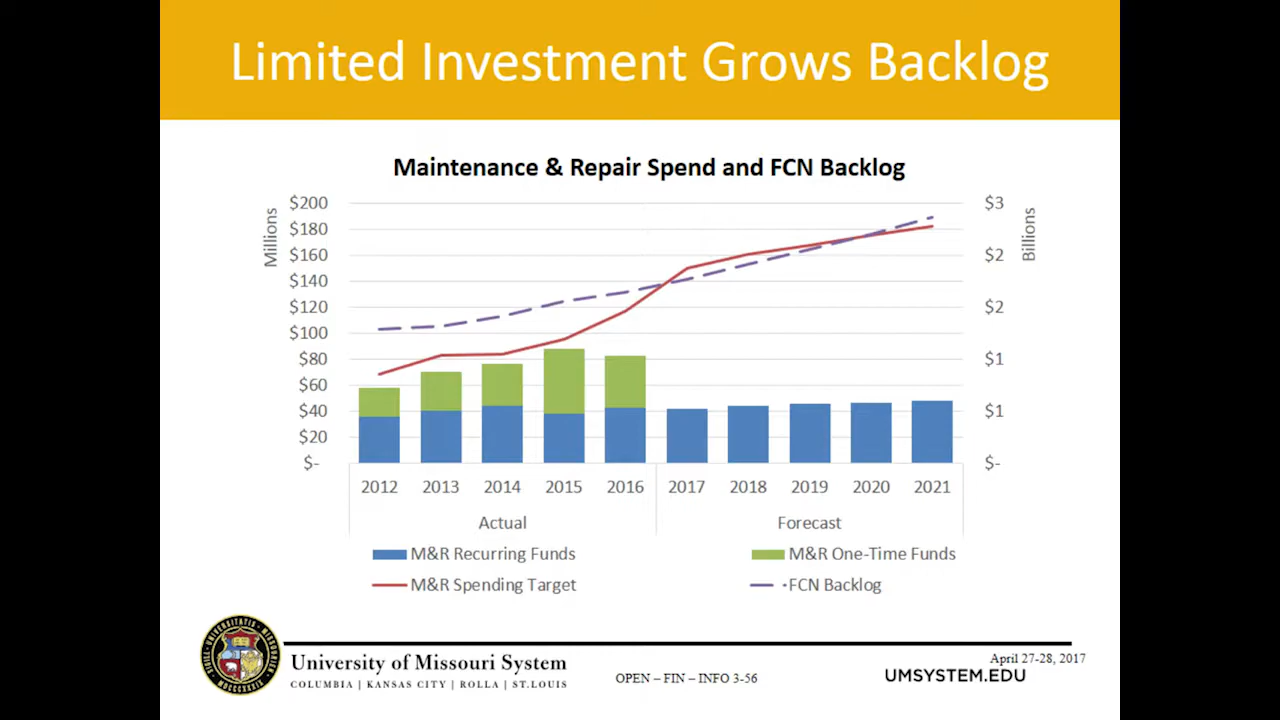 Limited Investment Grows Backlog
Maintenance & Repair Spend and FCN Backlog
Millions
$200
$180
$160
$140
$120
$100
$80
$60
$40
$20
$-
$3
$2
$2
$1
$1
$-
Billions
2012 2013 2014 2015 2016 2017 2018 2019 2020 2021
Actual Forecast
M&R Recurring Funds M&R One-Time Funds
M&R Spending Target FCN Backlog
University of Missouri System
COLUMBIA | KANSAS CITY | ROLLA | ST.LOUIS
OPEN – FIN – INFO 3-56
April 27-28, 2017
UMSYSTEM.EDU